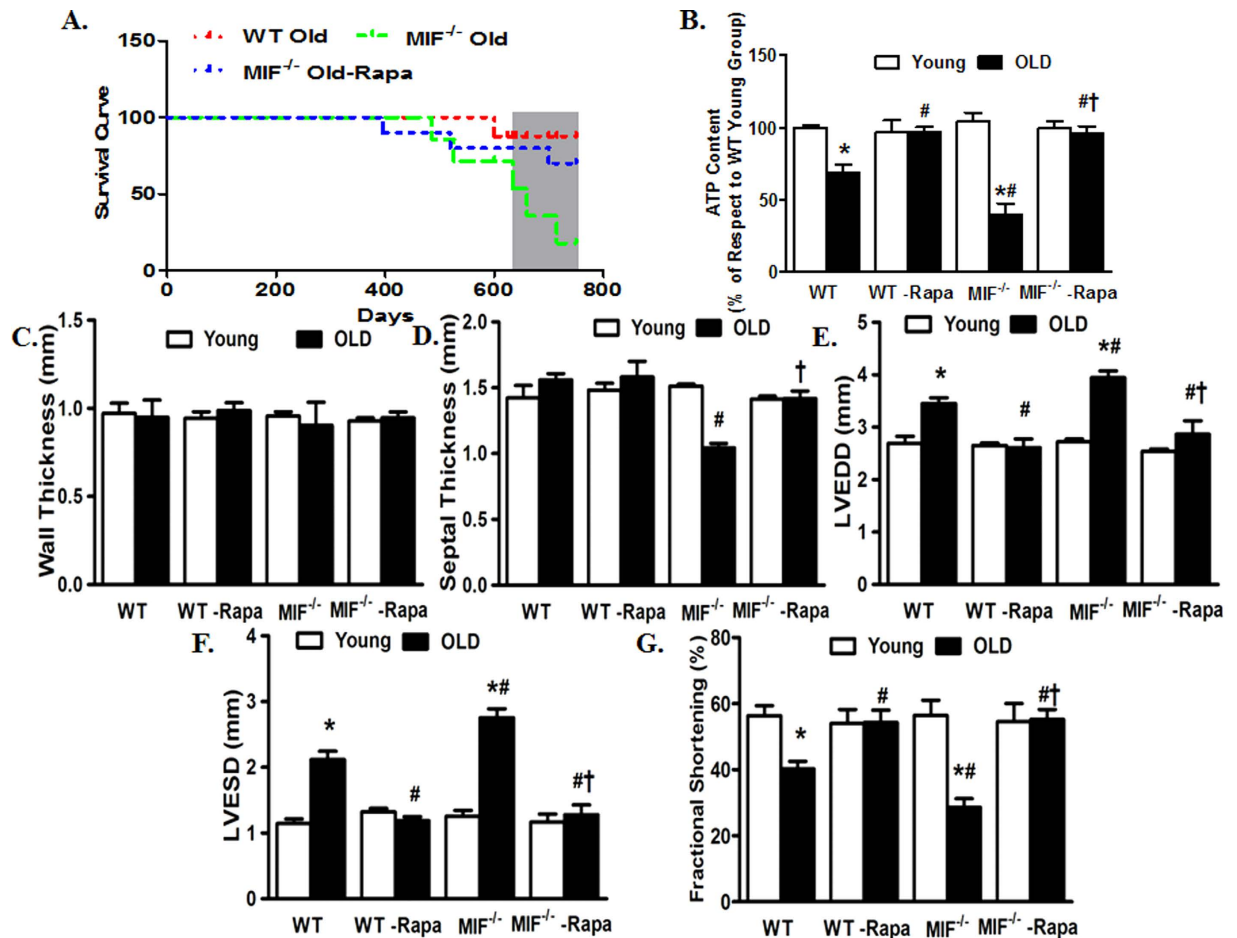 A.
WT Old
MIF-/- Old
MIF-/- Old-Rapa
Survival Curve
150
100
50
0
0 200 400 600 800
Days
B.
Young OLD
ATP Content
(% of Respect to WT Young Group)
150
100
50
0
*
#
*#
#†
WT WT -Rapa MIF-/- MIF-/- -Rapa
C.
Young OLD
Wall Thickness (mm)
1.5
1.0
0.5
0.0
WT WT -Rapa MIF-/- MIF-/- -Rapa
D.
Young OLD
Septal Thickness (mm)
2.0
1.5
1.0
0.5
0.0
#
†
WT WT -Rapa MIF-/- MIF-/- -Rapa
E.
Young OLD
LVEDD (mm)
5
4
3
2
1
0
*
#
*#
#†
WT WT -Rapa MIF-/- MIF-/- -Rapa
F.
Young OLD
LVESD (mm)
4
3
2
1
0
*
#
*#
#†
WT WT -Rapa MIF-/- MIF-/- -Rapa
G.
Young OLD
Fractional Shortening (%)
80
60
40
20
0
*
#
*#
#†
WT WT -Rapa MIF-/- MIF-/- -Rapa